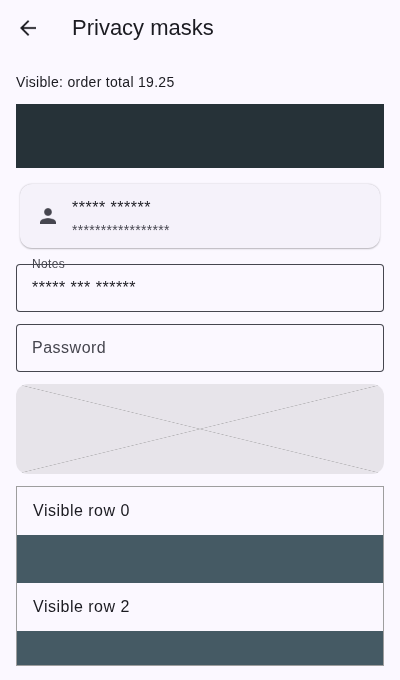 Privacy masks
Visible: order total 19.25
***** ******
*****************
Notes
***** *** ******
Password
Visible row 0
Visible row 2